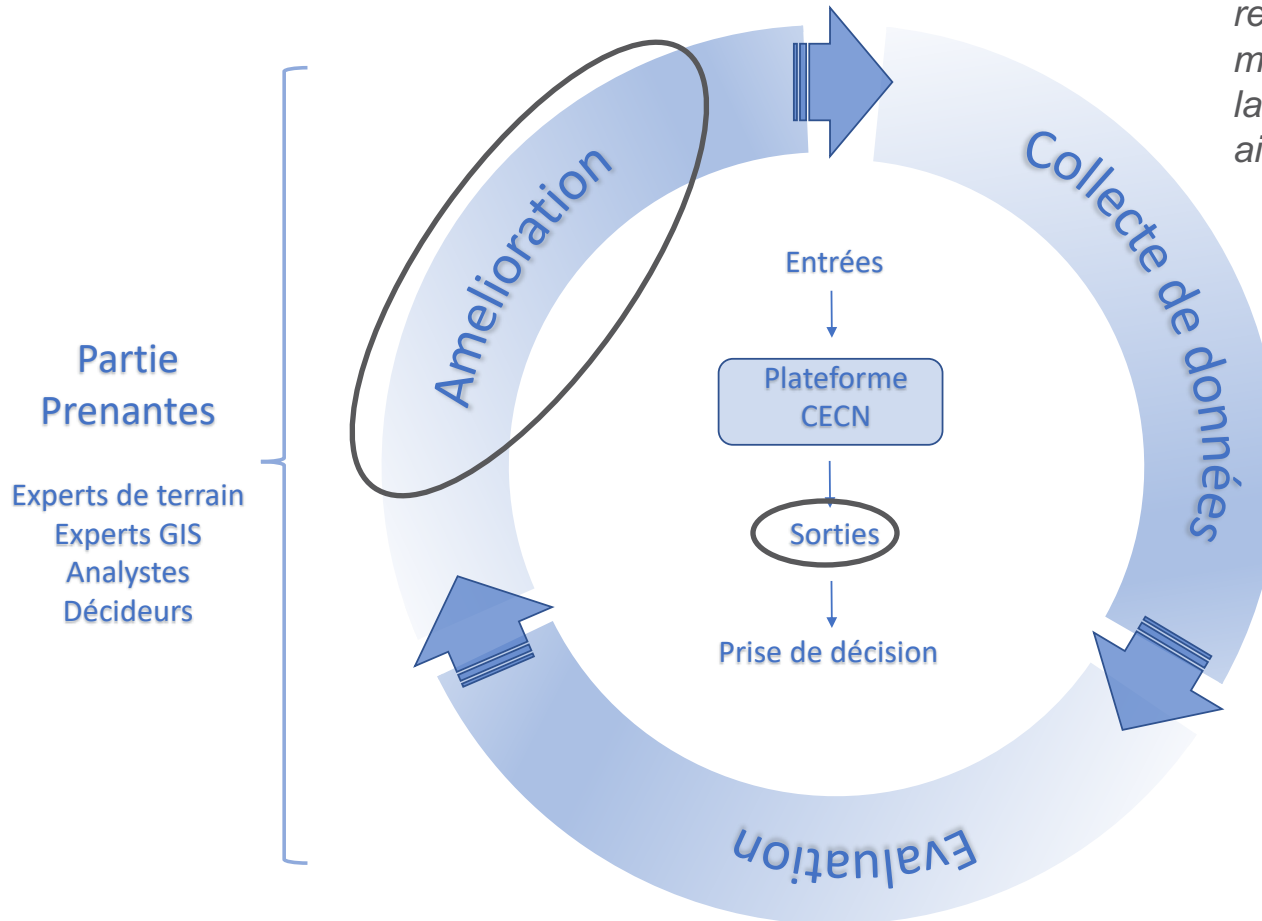 Partie
Prenantes
Experts de terrain
Experts GIS
Analystes
Décideurs
Amelioration
Collecte de données
Evaluation
Entrées
Plateforme
CECN
Sorties
Prise de décision